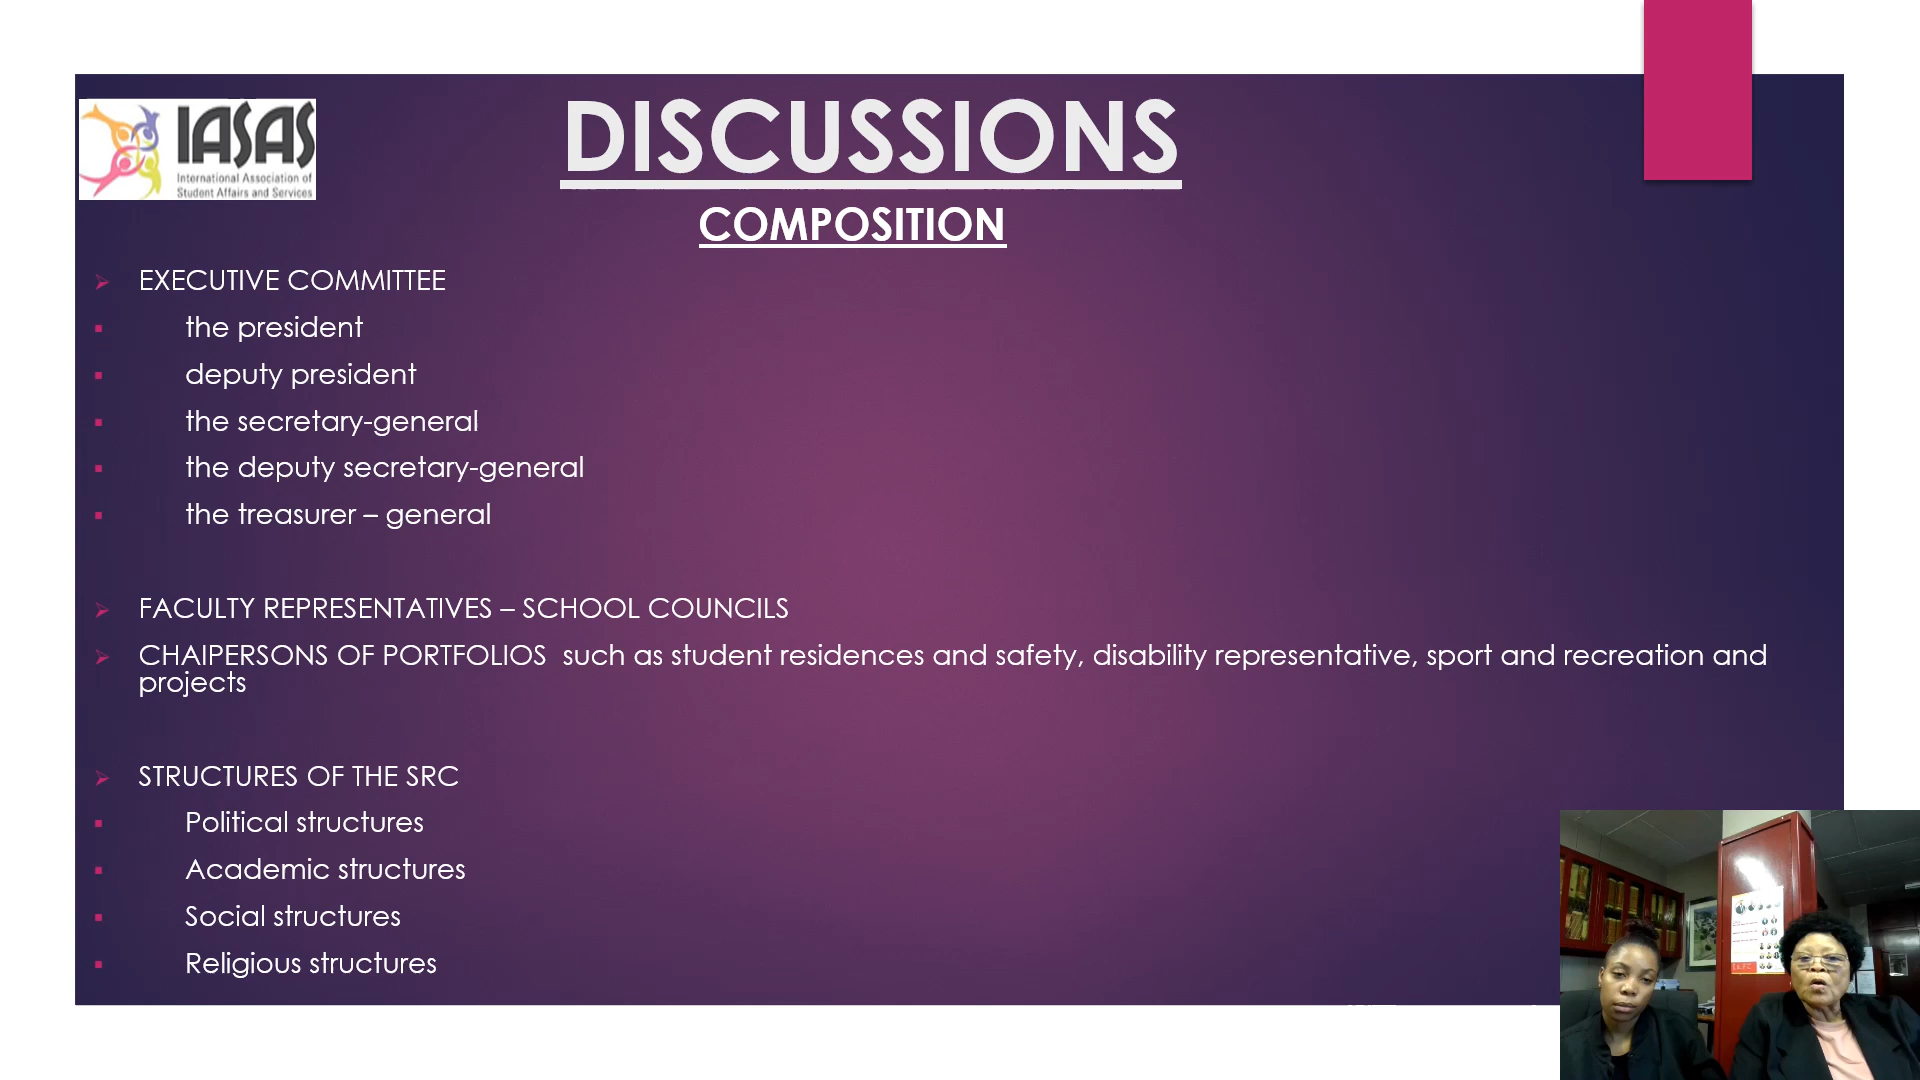 IASAS
International Association of
Student Affairs and Services
DISCUSSIONS
COMPOSITION
EXECUTIVE COMMITTEE
the president
deputy president
the secretary-general
the deputy secretary-general
the treasurer – general
FACULTY REPRESENTATIVES – SCHOOL COUNCILS
CHAIPERSONS OF PORTFOLIOS  such as student residences and safety, disability representative, sport and recreation and
projects
STRUCTURES OF THE SRC
Political structures
Academic structures
Social structures
Religious structures